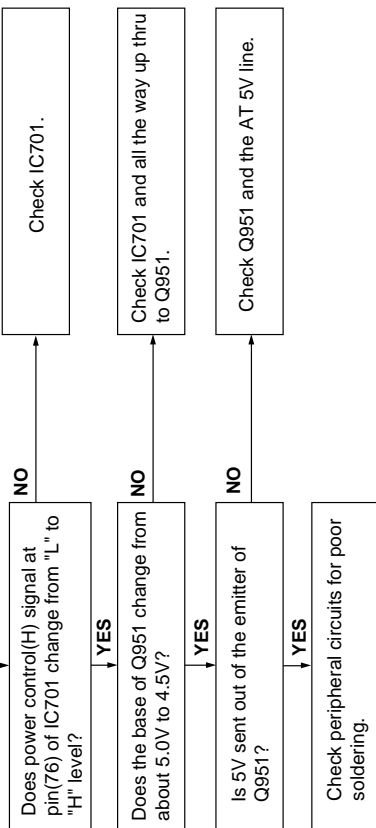 Does power control(H) signal at
pin(76) of IC701 change from "L" to
"H" level?
NO
Check IC701.
YES
Does the base of Q951 change from
about 5.0V to 4.5V?
NO
Check IC701 and all the way up thru
to Q951.
YES
Is 5V sent out of the emitter of
Q951?
NO
Check Q951 and the AT 5V line.
YES
Check peripheral circuits for poor
soldering.